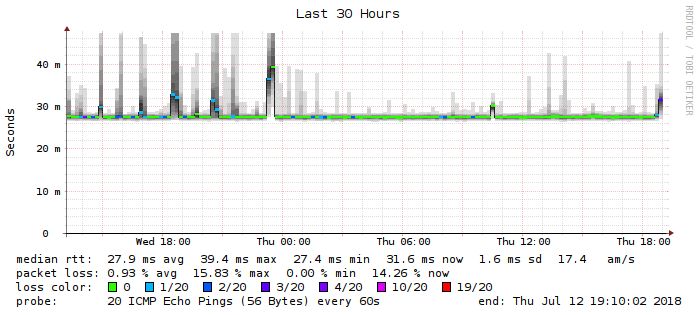 Last 30 Hours
RRDTOOL / TOBI OETIKER
Seconds
40 m
30 m
20 m
10 m
0
Wed 18:00 Thu 00:00 Thu 06:00 Thu 12:00 Thu 18:00
median rtt: 27.9 ms avg 39.4 ms max 27.4 ms min 31.6 ms now 1.6 ms sd 17.4 am/s
packet loss: 0.93 % avg 15.83 % max 0.00 % min 14.26 % now
loss color: 0 1/20 2/20 3/20 4/20 10/20 19/20
probe: 20 ICMP Echo Pings (56 Bytes) every 60s end: Thu Jul 12 19:10:02 2018